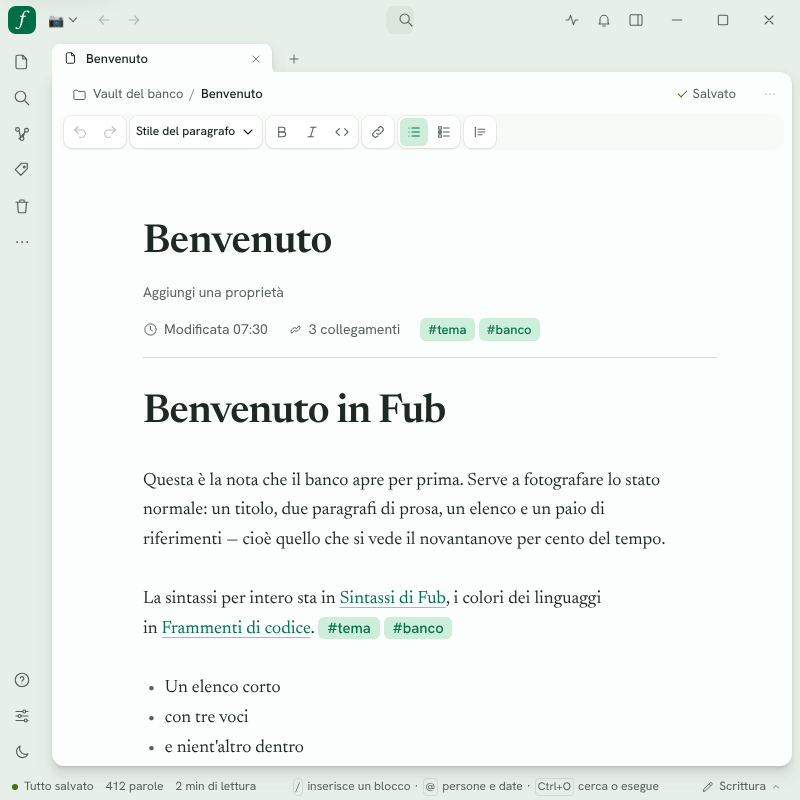 f
Benvenuto
Vault del banco / Benvenuto
Salvato
Stile del paragrafo
B I <>
Benvenuto
Aggiungi una proprietà
Modificata 07:30 3 collegamenti #tema #banco
Benvenuto in Fub
Questa è la nota che il banco apre per prima. Serve a fotografare lo stato
normale: un titolo, due paragrafi di prosa, un elenco e un paio di
riferimenti — cioè quello che si vede il novantanove per cento del tempo.
La sintassi per intero sta in Sintassi di Fub, i colori dei linguaggi
in Frammenti di codice. #tema #banco
• Un elenco corto
• con tre voci
• e nient'altro dentro
Tutto salvato 412 parole 2 min di lettura / inserisce un blocco · @ persone e date · Ctrl+O cerca o esegue Scrittura